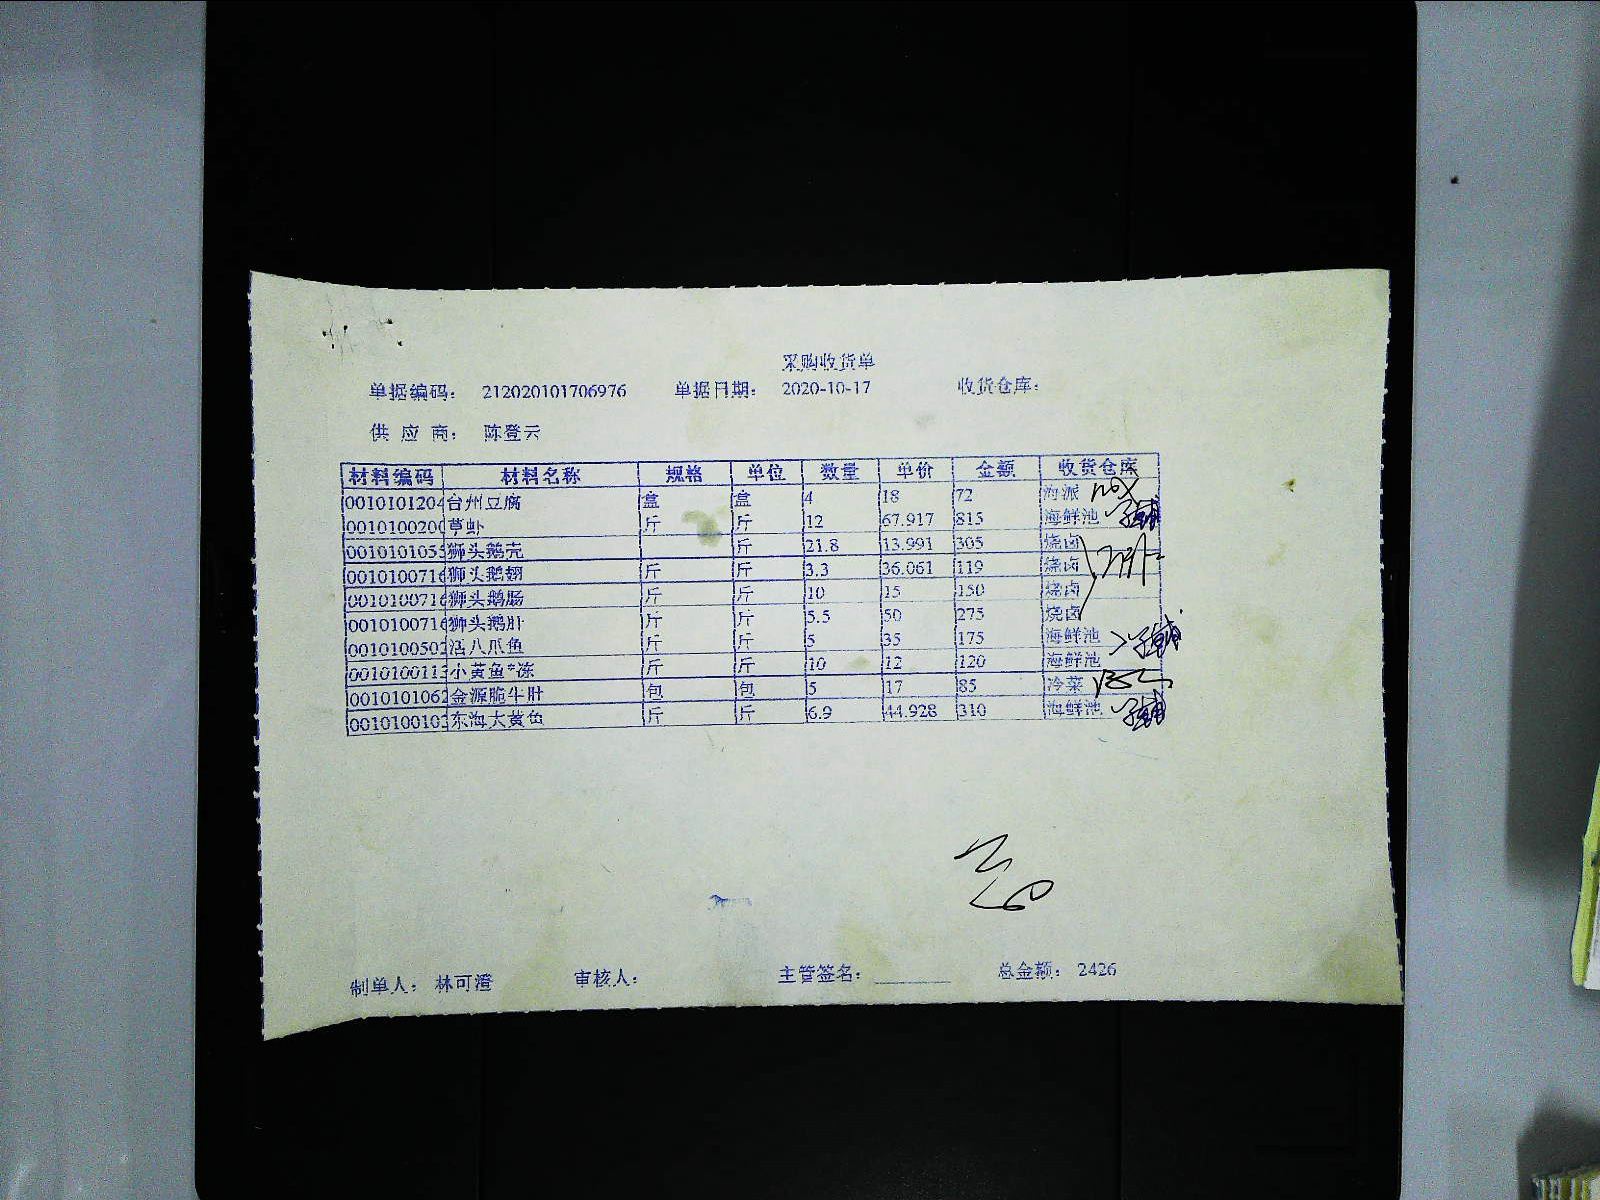 采购收货单
单据编码: 212020101706976 单据日期: 2020-10-17 收货仓库:
供应商: 陈登云
材料编码 材料名称 规格 单位 数量 单价 金额 收货仓库
0010101204 台州豆腐 盒 盒 4 18 72 海派
0010100200 草虾 斤 斤 12 67.917 815 海鲜池
0010101055 狮头鹅壳 斤 21.8 13.991 305 烧卤
0010100716 狮头鹅翅 斤 斤 3.3 36.061 119 烧卤
0010100716 狮头鹅肠 斤 斤 10 15 150 烧卤
0010100716 狮头鹅肝 斤 斤 5.5 50 275 烧卤
0010100502 活八爪鱼 斤 斤 5 35 175 海鲜池
0010100113 小黄鱼*冻 斤 斤 10 12 120 海鲜池
0010101062 金源脆牛肚 包 包 5 17 85 冷菜
0010100103 东海大黄鱼 斤 斤 6.9 44.928 310 海鲜池
制单人: 林可澄 审核人: 主管签名: 总金额: 2426